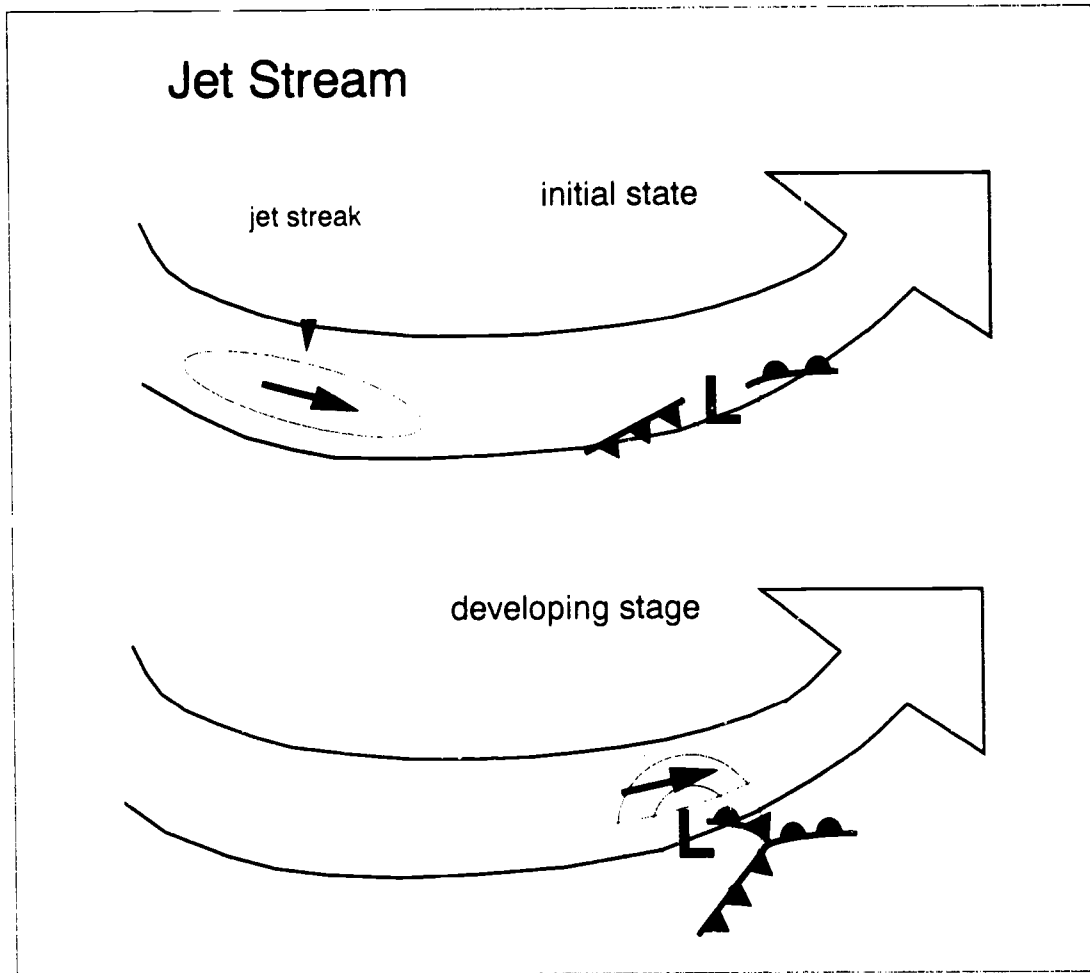 Jet Stream
initial state
jet streak
L
developing stage
L